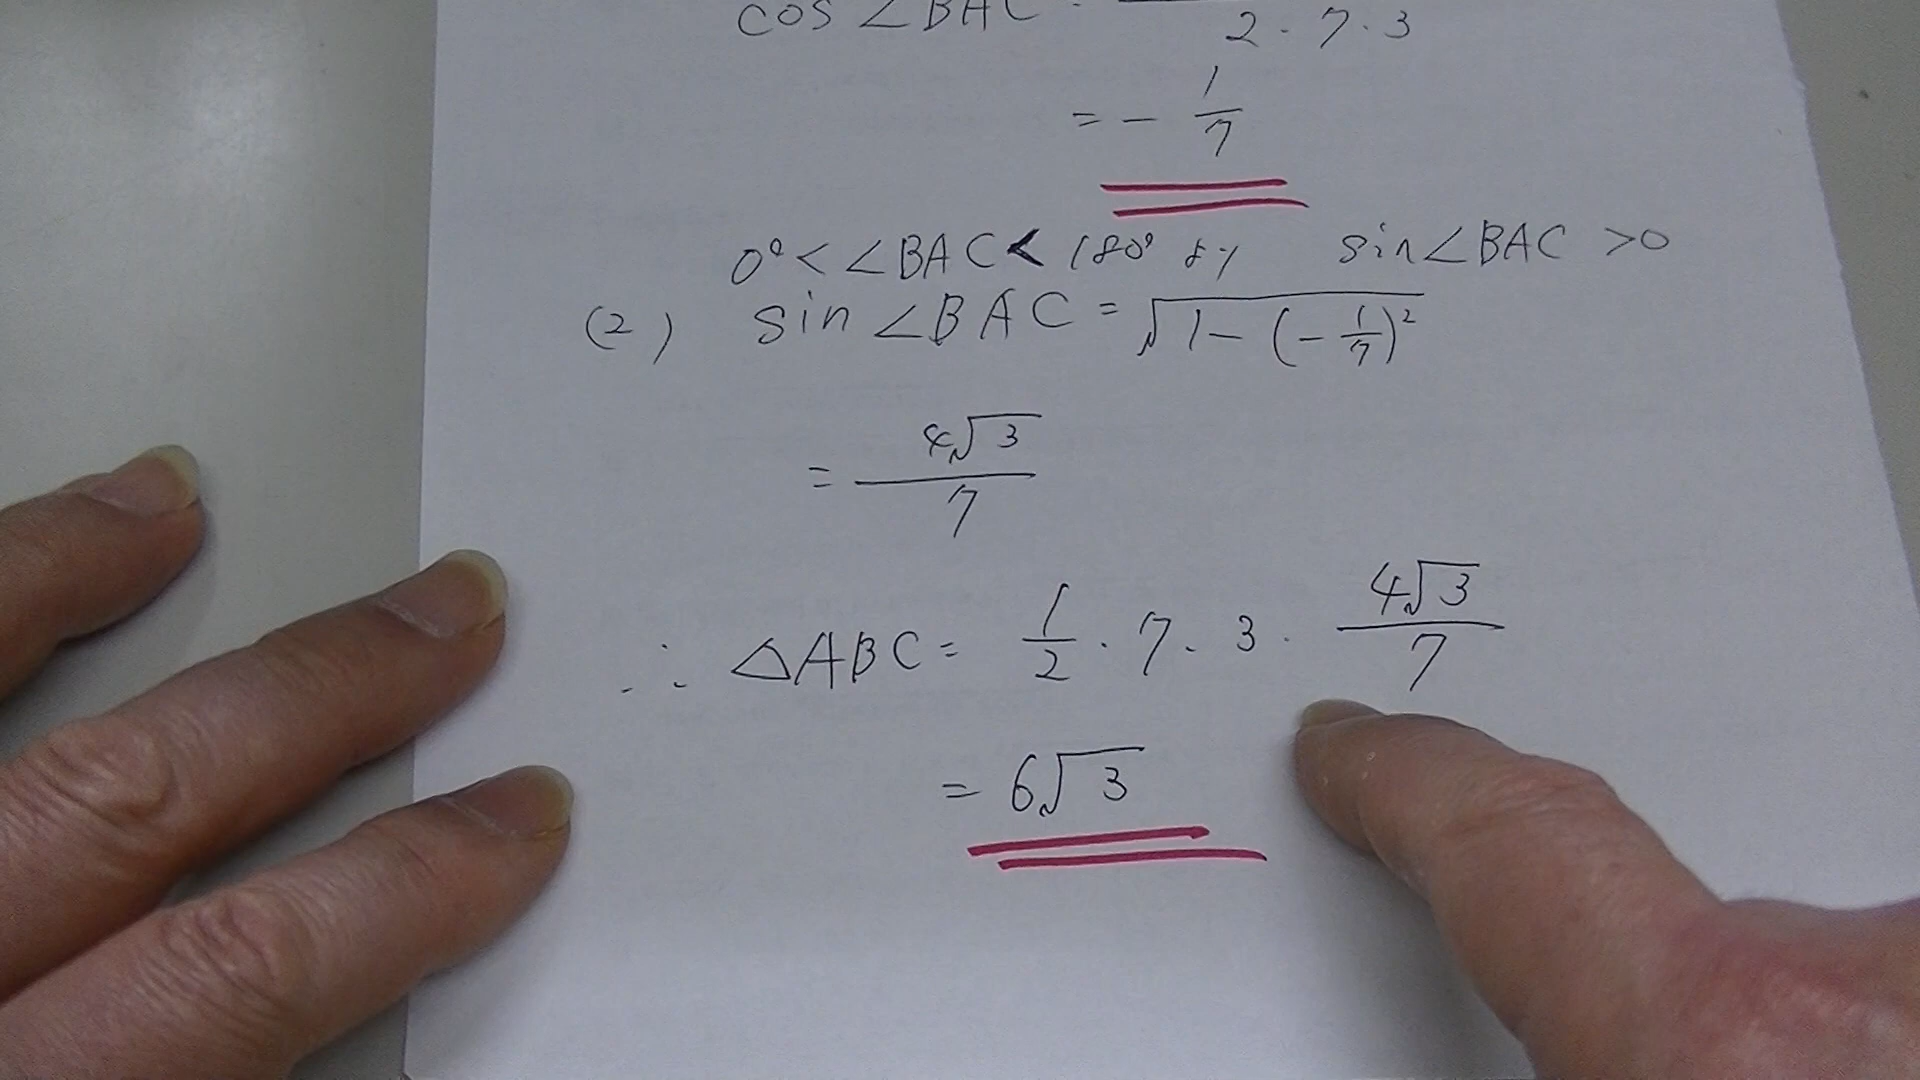 cos ∠BAC = ―――
2・7・3
= - 1/7
0° < ∠BAC < 180° より sin∠BAC > 0
(2) sin ∠BAC = √(1-(-1/7)²)
= 4√3/7
∴ △ABC = 1/2・7・3・4√3/7
= 6√3